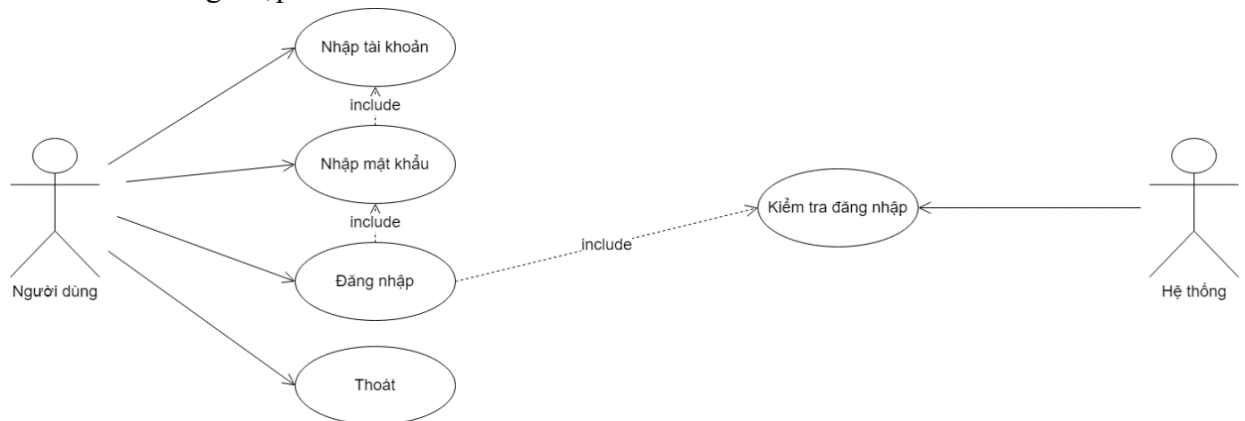 Nhập tài khoản
include
Nhập mật khẩu
include
Đăng nhập
include
Kiểm tra đăng nhập
Thoát
Người dùng
Hệ thống